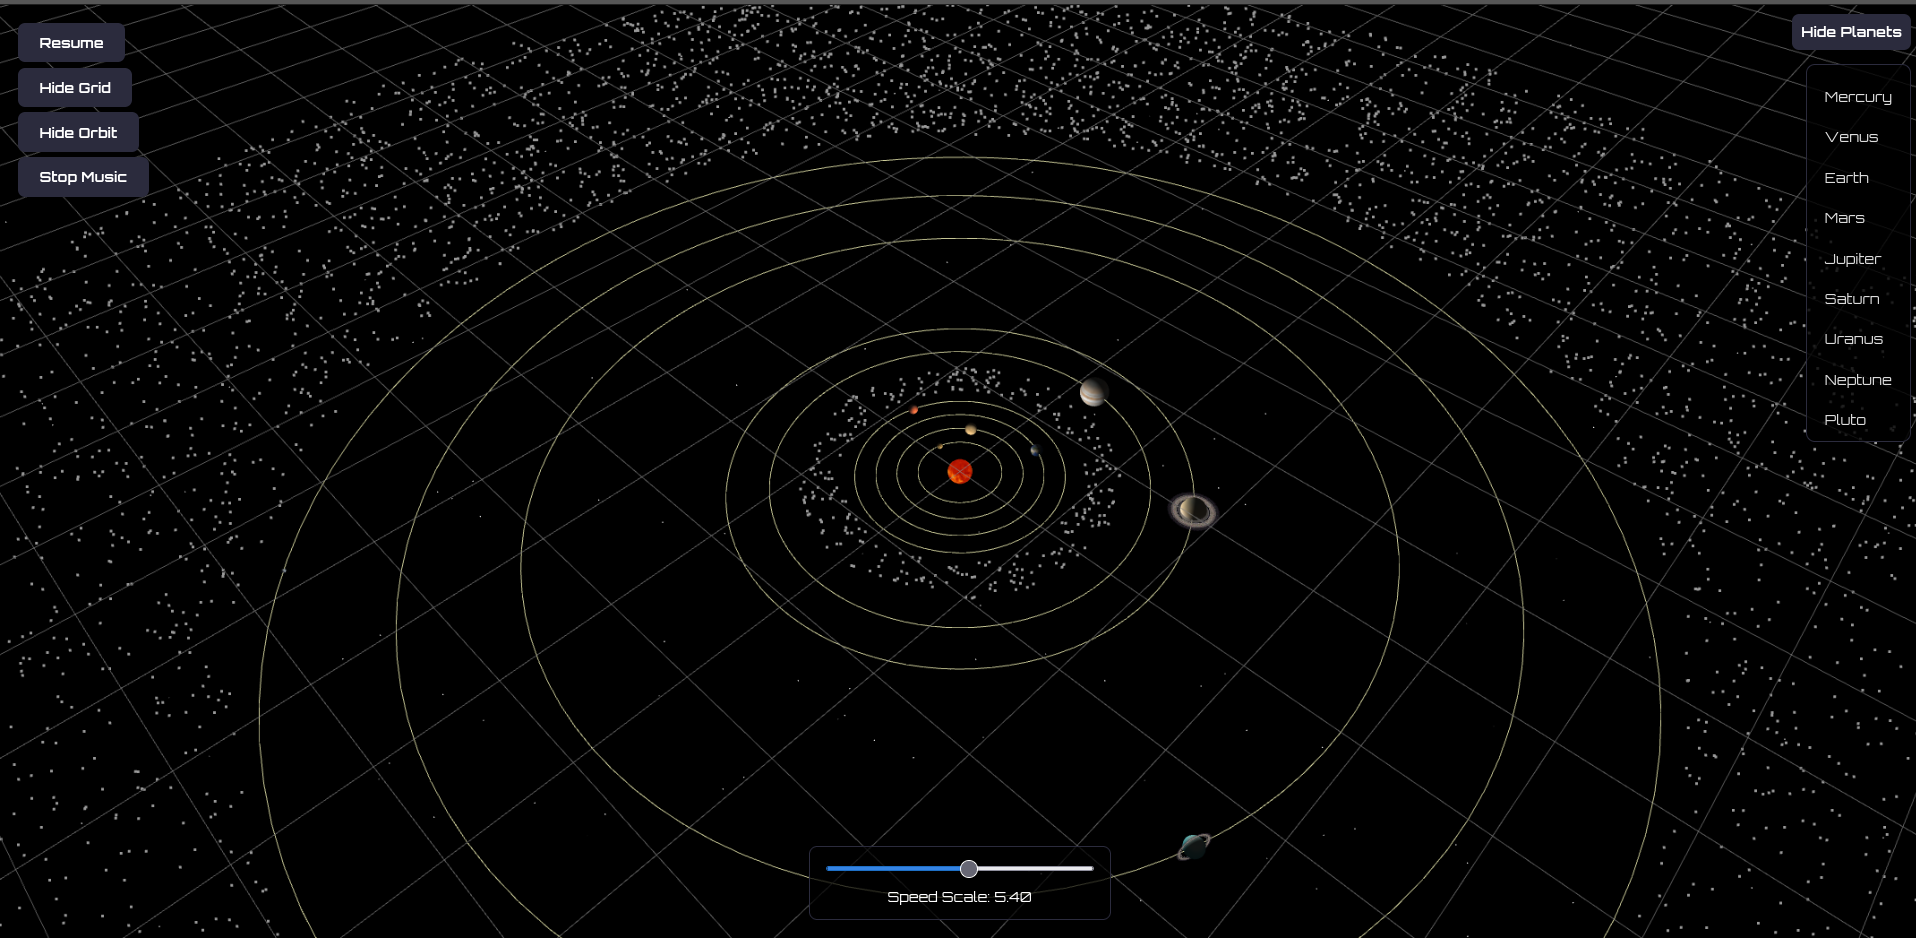 Resume
Hide Grid
Hide Orbit
Stop Music
Hide Planets
Mercury
Venus
Earth
Mars
Jupiter
Saturn
Uranus
Neptune
Pluto
Speed Scale: 5.40